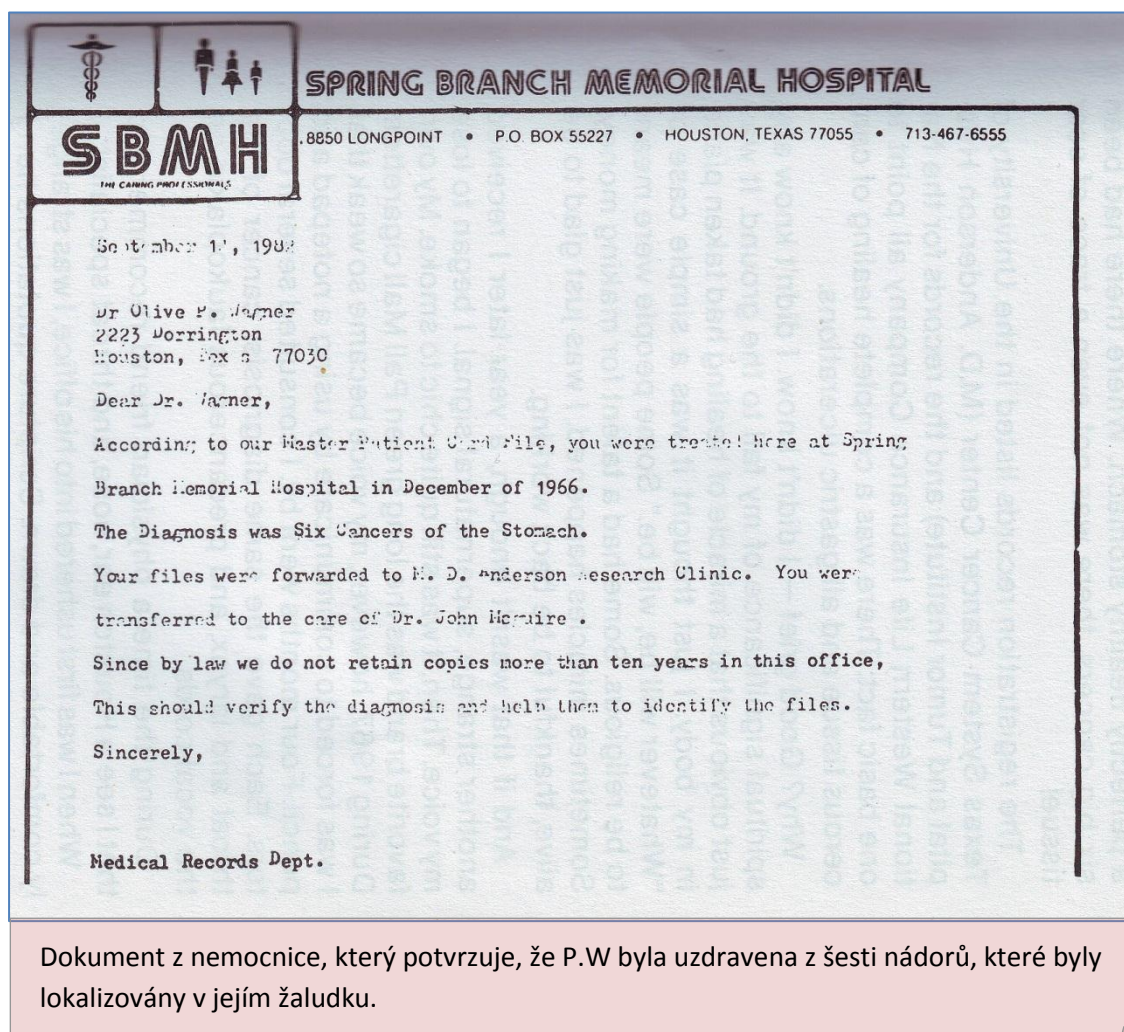 SPRING BRANCH MEMORIAL HOSPITAL
SBMH
THE CARING PROFESSIONALS
8850 LONGPOINT • P.O. BOX 55227 • HOUSTON, TEXAS 77055 • 713-467-6555
September
Dr Olive P.
2223 Dorrington
Houston, 77030
Dear Dr.
According to our Master Patient Card File, you were treated here at Spring
Branch Memorial Hospital in December of 1966.
The Diagnosis was Six Cancers of the Stomach.
Your files were forwarded to M. D. Anderson Research Clinic. You were
transferred to the care of Dr. John
Since by law we do not retain copies more than ten years in this office,
This should verify the diagnosis and help them to identify the files.
Sincerely,
Medical Records Dept.
Dokument z nemocnice, který potvrzuje, že P.W byla uzdravena z šesti nádorů, které byly
lokalizovány v jejím žaludku.